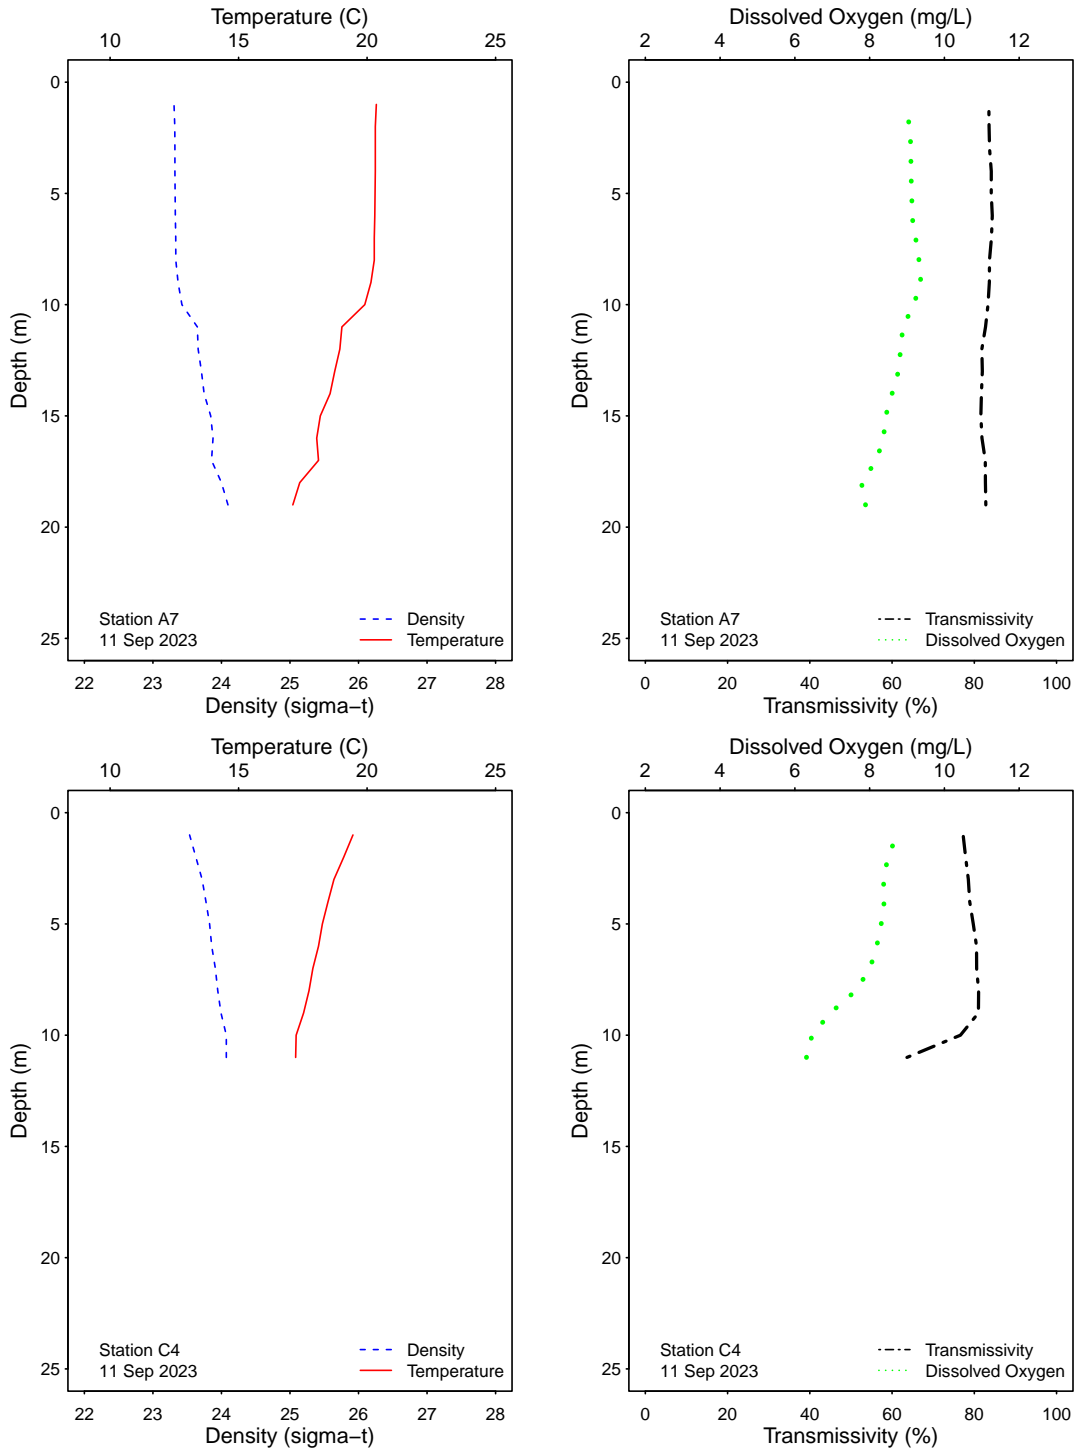 Temperature (C)
10 15 20 25
0
5
10
15
20
25
Depth (m)
Station A7
11 Sep 2023
Density
Temperature
22 23 24 25 26 27 28
Density (sigma−t)
Dissolved Oxygen (mg/L)
2 4 6 8 10 12
0
5
10
15
20
25
Depth (m)
Station A7
11 Sep 2023
Transmissivity
Dissolved Oxygen
0 20 40 60 80 100
Transmissivity (%)
Temperature (C)
10 15 20 25
0
5
10
15
20
25
Depth (m)
Station C4
11 Sep 2023
Density
Temperature
22 23 24 25 26 27 28
Density (sigma−t)
Dissolved Oxygen (mg/L)
2 4 6 8 10 12
0
5
10
15
20
25
Depth (m)
Station C4
11 Sep 2023
Transmissivity
Dissolved Oxygen
0 20 40 60 80 100
Transmissivity (%)